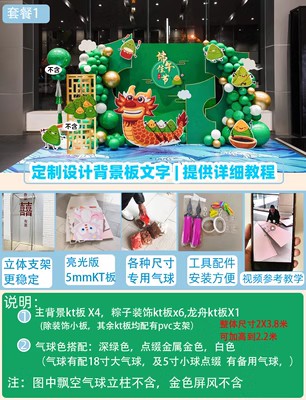 套餐1
不含
不含
端午
佳节
定制设计背景板文字|提供详细教程
立体支架
更稳定
亮光版
5mmKT板
各种尺寸
专用气球
工具配件
安装方便
视频参考教学
说明：
① 主背景kt板 X4，粽子装饰kt板x6,龙舟kt板X1
(除装饰小板，其余kt板均配有pvc支架)
整体尺寸2X3.8米
可加高到2.2米
② 气球色搭配：深绿色，点缀金属金色，白色
（气球有配18寸大气球，及5寸小球点缀 有备用气球，）
注：图中飘空气球立柱不含，金色屏风不含